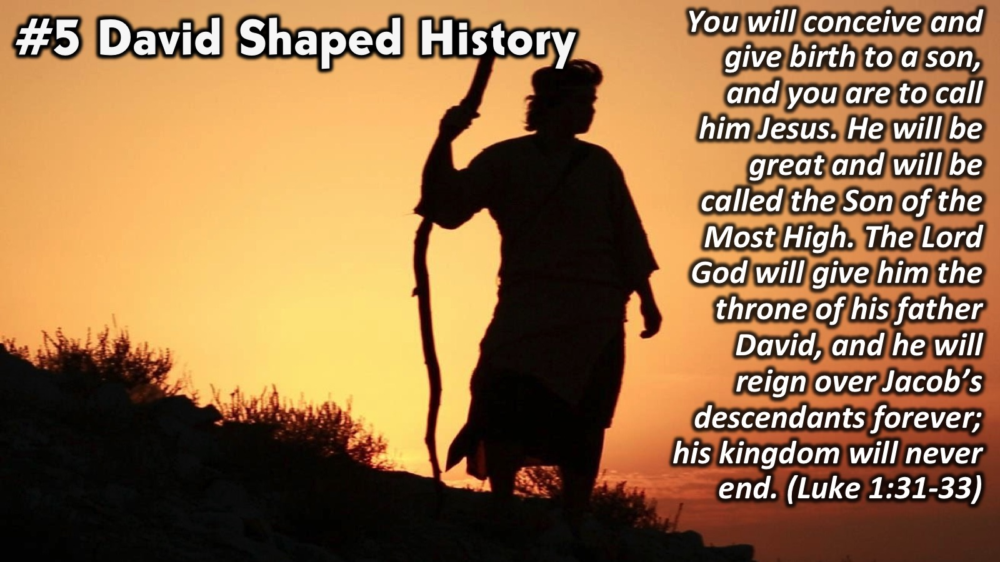 #5 David Shaped History
You will conceive and
give birth to a son,
and you are to call
him Jesus. He will be
great and will be
called the Son of the
Most High. The Lord
God will give him the
throne of his father
David, and he will
reign over Jacob’s
descendants forever;
his kingdom will never
end. (Luke 1:31-33)